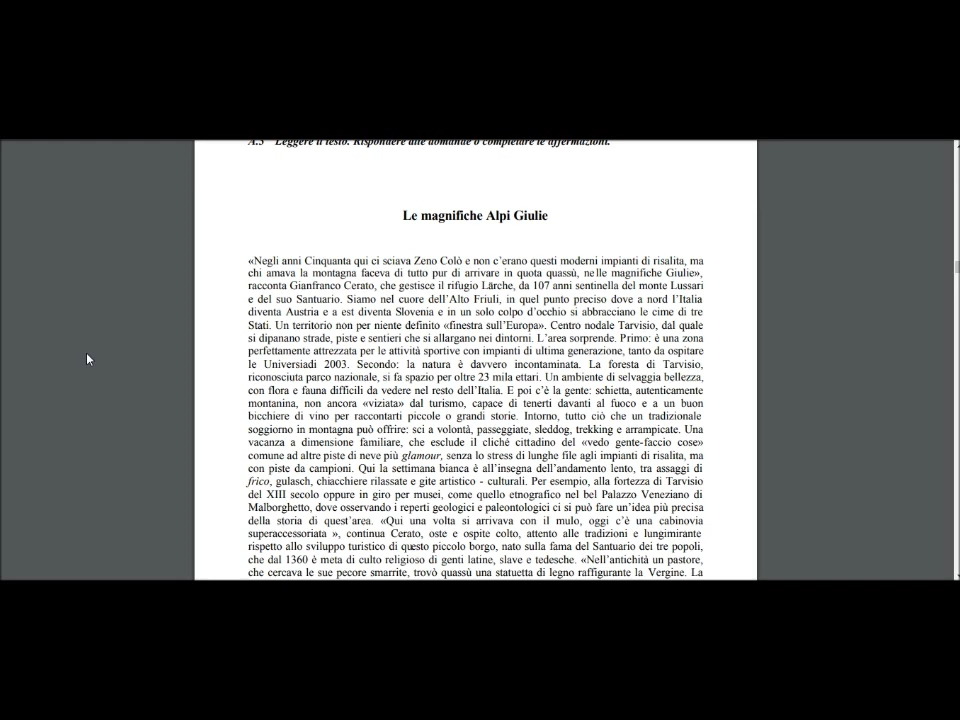 A.3 Leggere il testo. Rispondere alle domande o completare le affermazioni.
Le magnifiche Alpi Giulie
«Negli anni Cinquanta qui ci sciava Zeno Colò e non c'erano questi moderni impianti di risalita, ma
chi amava la montagna faceva di tutto pur di arrivare in quota quassù, nelle magnifiche Giulie»,
racconta Gianfranco Cerato, che gestisce il rifugio Lärche, da 107 anni sentinella del monte Lussari
e del suo Santuario. Siamo nel cuore dell'Alto Friuli, in quel punto preciso dove a nord l'Italia
diventa Austria e a est diventa Slovenia e in un solo colpo d'occhio si abbracciano le cime di tre
Stati. Un territorio non per niente definito «finestra sull'Europa». Centro nodale Tarvisio, dal quale
si dipanano strade, piste e sentieri che si allargano nei dintorni. L'area sorprende. Primo: è una zona
perfettamente attrezzata per le attività sportive con impianti di ultima generazione, tanto da ospitare
le Universiadi 2003. Secondo: la natura è davvero incontaminata. La foresta di Tarvisio,
riconosciuta parco nazionale, si fa spazio per oltre 23 mila ettari. Un ambiente di selvaggia bellezza,
con flora e fauna difficili da vedere nel resto dell'Italia. E poi c'è la gente: schietta, autenticamente
montanina, non ancora «viziata» dal turismo, capace di tenerti davanti al fuoco e a un buon
bicchiere di vino per raccontarti piccole o grandi storie. Intorno, tutto ciò che un tradizionale
soggiorno in montagna può offrire: sci a volontà, passeggiate, sleddog, trekking e arrampicate. Una
vacanza a dimensione familiare, che esclude il cliché cittadino del «vedo gente-faccio cose»
comune ad altre piste di neve più glamour, senza lo stress di lunghe file agli impianti di risalita, ma
con piste da campioni. Qui la settimana bianca è all'insegna dell'andamento lento, tra assaggi di
frico, gulasch, chiacchiere rilassate e gite artistico - culturali. Per esempio, alla fortezza di Tarvisio
del XIII secolo oppure in giro per musei, come quello etnografico nel bel Palazzo Veneziano di
Malborghetto, dove osservando i reperti geologici e paleontologici ci si può fare un'idea più precisa
della storia di quest'area. «Qui una volta si arrivava con il mulo, oggi c'è una cabinovia
superaccessoriata », continua Cerato, oste e ospite colto, attento alle tradizioni e lungimirante
rispetto allo sviluppo turistico di questo piccolo borgo, nato sulla fama del Santuario dei tre popoli,
che dal 1360 è meta di culto religioso di genti latine, slave e tedesche. «Nell'antichità un pastore,
che cercava le sue pecore smarrite, trovò quassù una statuetta di legno raffigurante la Vergine. La